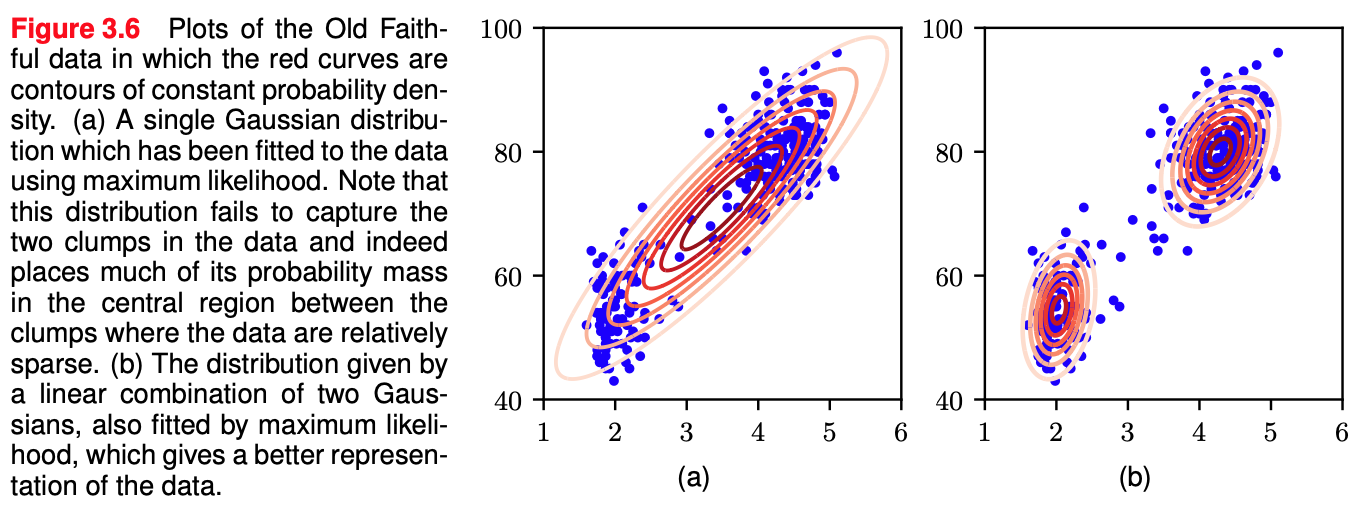 Figure 3.6 Plots of the Old Faith-
ful data in which the red curves are
contours of constant probability den-
sity. (a) A single Gaussian distribu-
tion which has been fitted to the data
using maximum likelihood. Note that
this distribution fails to capture the
two clumps in the data and indeed
places much of its probability mass
in the central region between the
clumps where the data are relatively
sparse. (b) The distribution given by
a linear combination of two Gaus-
sians, also fitted by maximum likeli-
hood, which gives a better represen-
tation of the data.
100
80
60
40
1 2 3 4 5 6
(a)
100
80
60
40
1 2 3 4 5 6
(b)